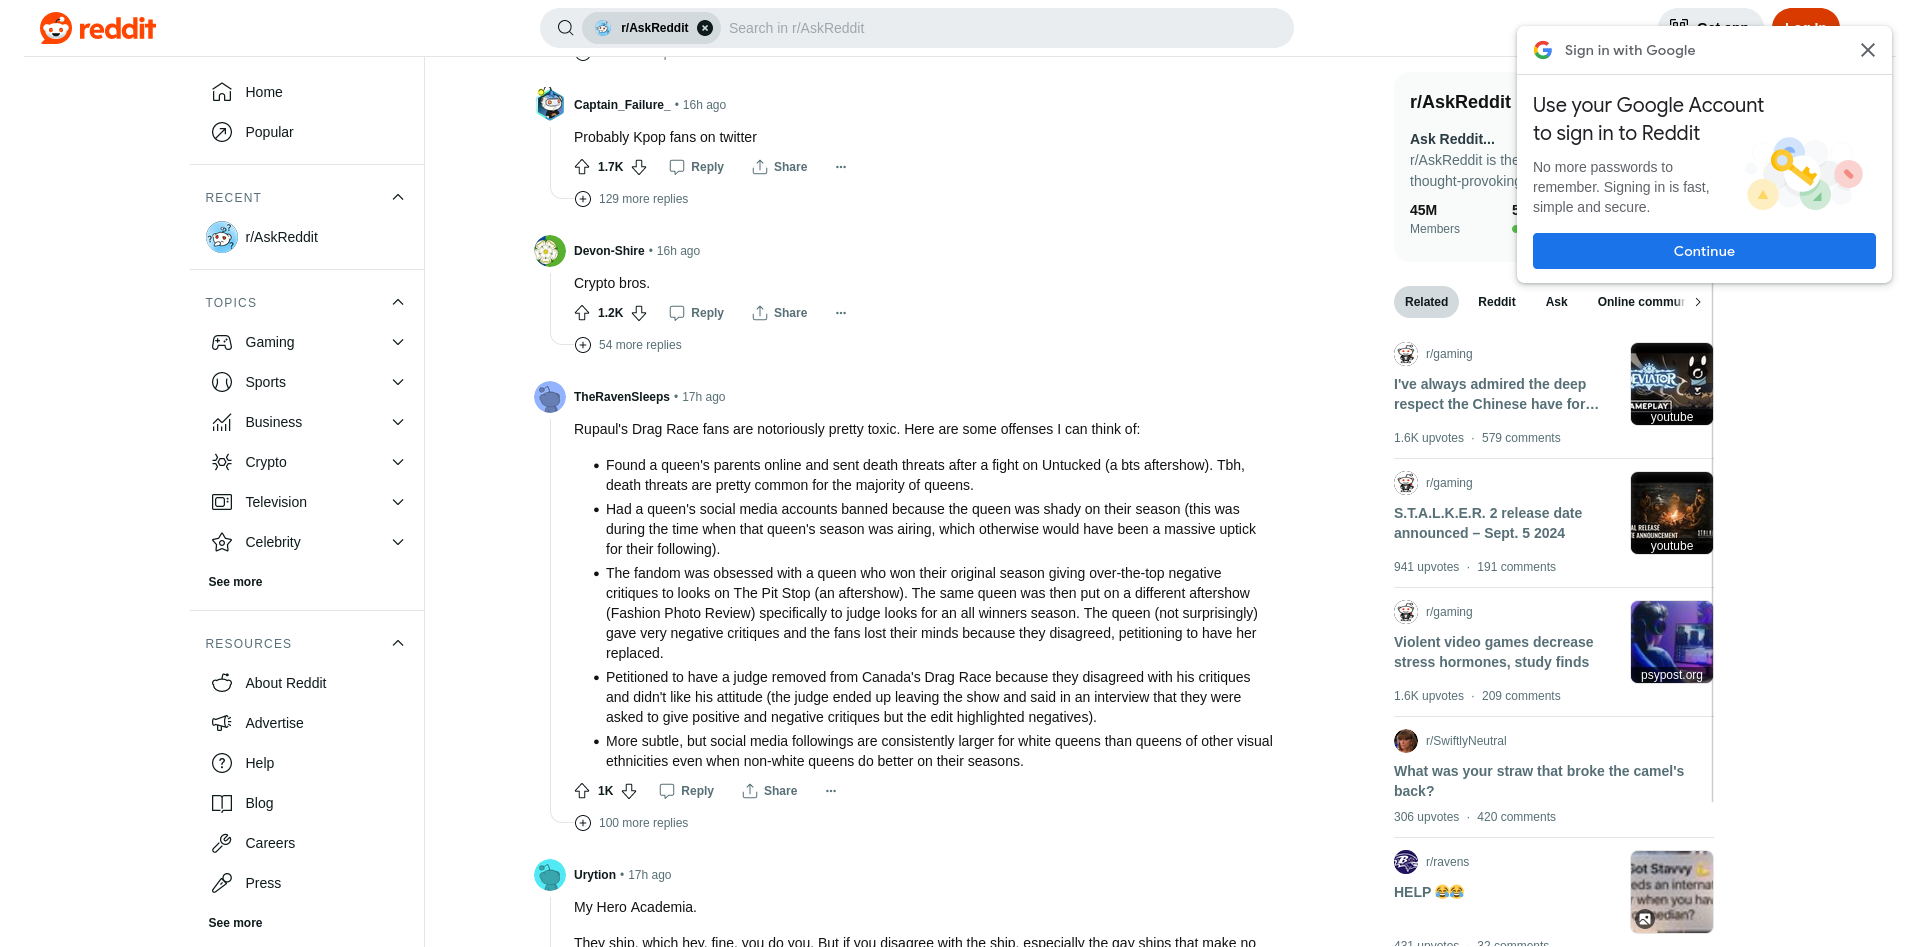 reddit
r/AskReddit
Search in r/AskReddit
Sign in with Google
Use your Google Account
to sign in to Reddit
No more passwords to
remember. Signing in is fast,
simple and secure.
Continue
Home
Popular
RECENT
r/AskReddit
TOPICS
Gaming
Sports
Business
Crypto
Television
Celebrity
See more
RESOURCES
About Reddit
Advertise
Help
Blog
Careers
Press
See more
Captain_Failure_ • 16h ago
Probably Kpop fans on twitter
1.7K Reply Share
129 more replies
Devon-Shire • 16h ago
Crypto bros.
1.2K Reply Share
54 more replies
TheRavenSleeps • 17h ago
Rupaul's Drag Race fans are notoriously pretty toxic. Here are some offenses I can think of:
• Found a queen's parents online and sent death threats after a fight on Untucked (a bts aftershow). Tbh,
death threats are pretty common for the majority of queens.
• Had a queen's social media accounts banned because the queen was shady on their season (this was
during the time when that queen's season was airing, which otherwise would have been a massive uptick
for their following).
• The fandom was obsessed with a queen who won their original season giving over-the-top negative
critiques to looks on The Pit Stop (an aftershow). The same queen was then put on a different aftershow
(Fashion Photo Review) specifically to judge looks for an all winners season. The queen (not surprisingly)
gave very negative critiques and the fans lost their minds because they disagreed, petitioning to have her
replaced.
• Petitioned to have a judge removed from Canada's Drag Race because they disagreed with his critiques
and didn't like his attitude (the judge ended up leaving the show and said in an interview that they were
asked to give positive and negative critiques but the edit highlighted negatives).
• More subtle, but social media followings are consistently larger for white queens than queens of other visual
ethnicities even when non-white queens do better on their seasons.
1K Reply Share
100 more replies
Urytion • 17h ago
My Hero Academia.
They ship, which hey, fine, you do you. But if you disagree with the ship, especially the gay ships that make no
r/AskReddit
Ask Reddit...
r/AskReddit is the
thought-provoking
45M
Members
Related Reddit Ask Online commu
r/gaming
I've always admired the deep
respect the Chinese have for...
1.6K upvotes · 579 comments
GAMEPLAY
youtube
r/gaming
S.T.A.L.K.E.R. 2 release date
announced – Sept. 5 2024
941 upvotes · 191 comments
RELEASE
ANNOUNCEMENT
youtube
r/gaming
Violent video games decrease
stress hormones, study finds
1.6K upvotes · 209 comments
psypost.org
r/SwiftlyNeutral
What was your straw that broke the camel's
back?
306 upvotes · 420 comments
r/ravens
HELP 😂😂
431 upvotes · 32 comments
Got Stavvy
when you hav